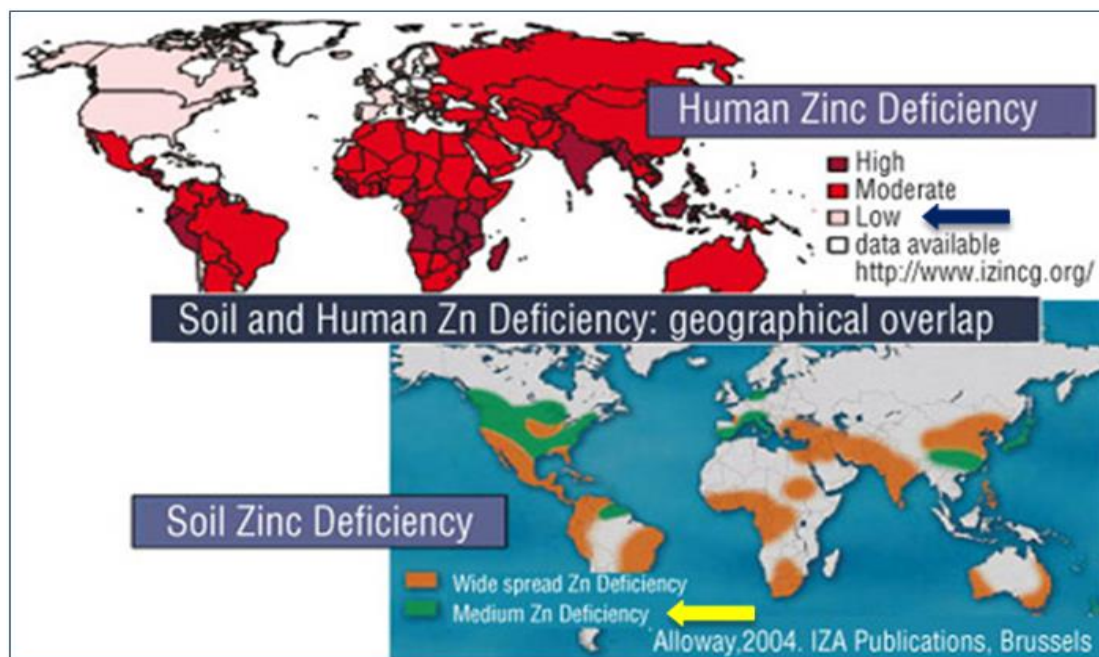 Human Zinc Deficiency
High
Moderate
Low
data available
http://www.izincg.org/
Soil and Human Zn Deficiency: geographical overlap
Soil Zinc Deficiency
Wide spread Zn Deficiency
Medium Zn Deficiency
Alloway,2004. IZA Publications, Brussels